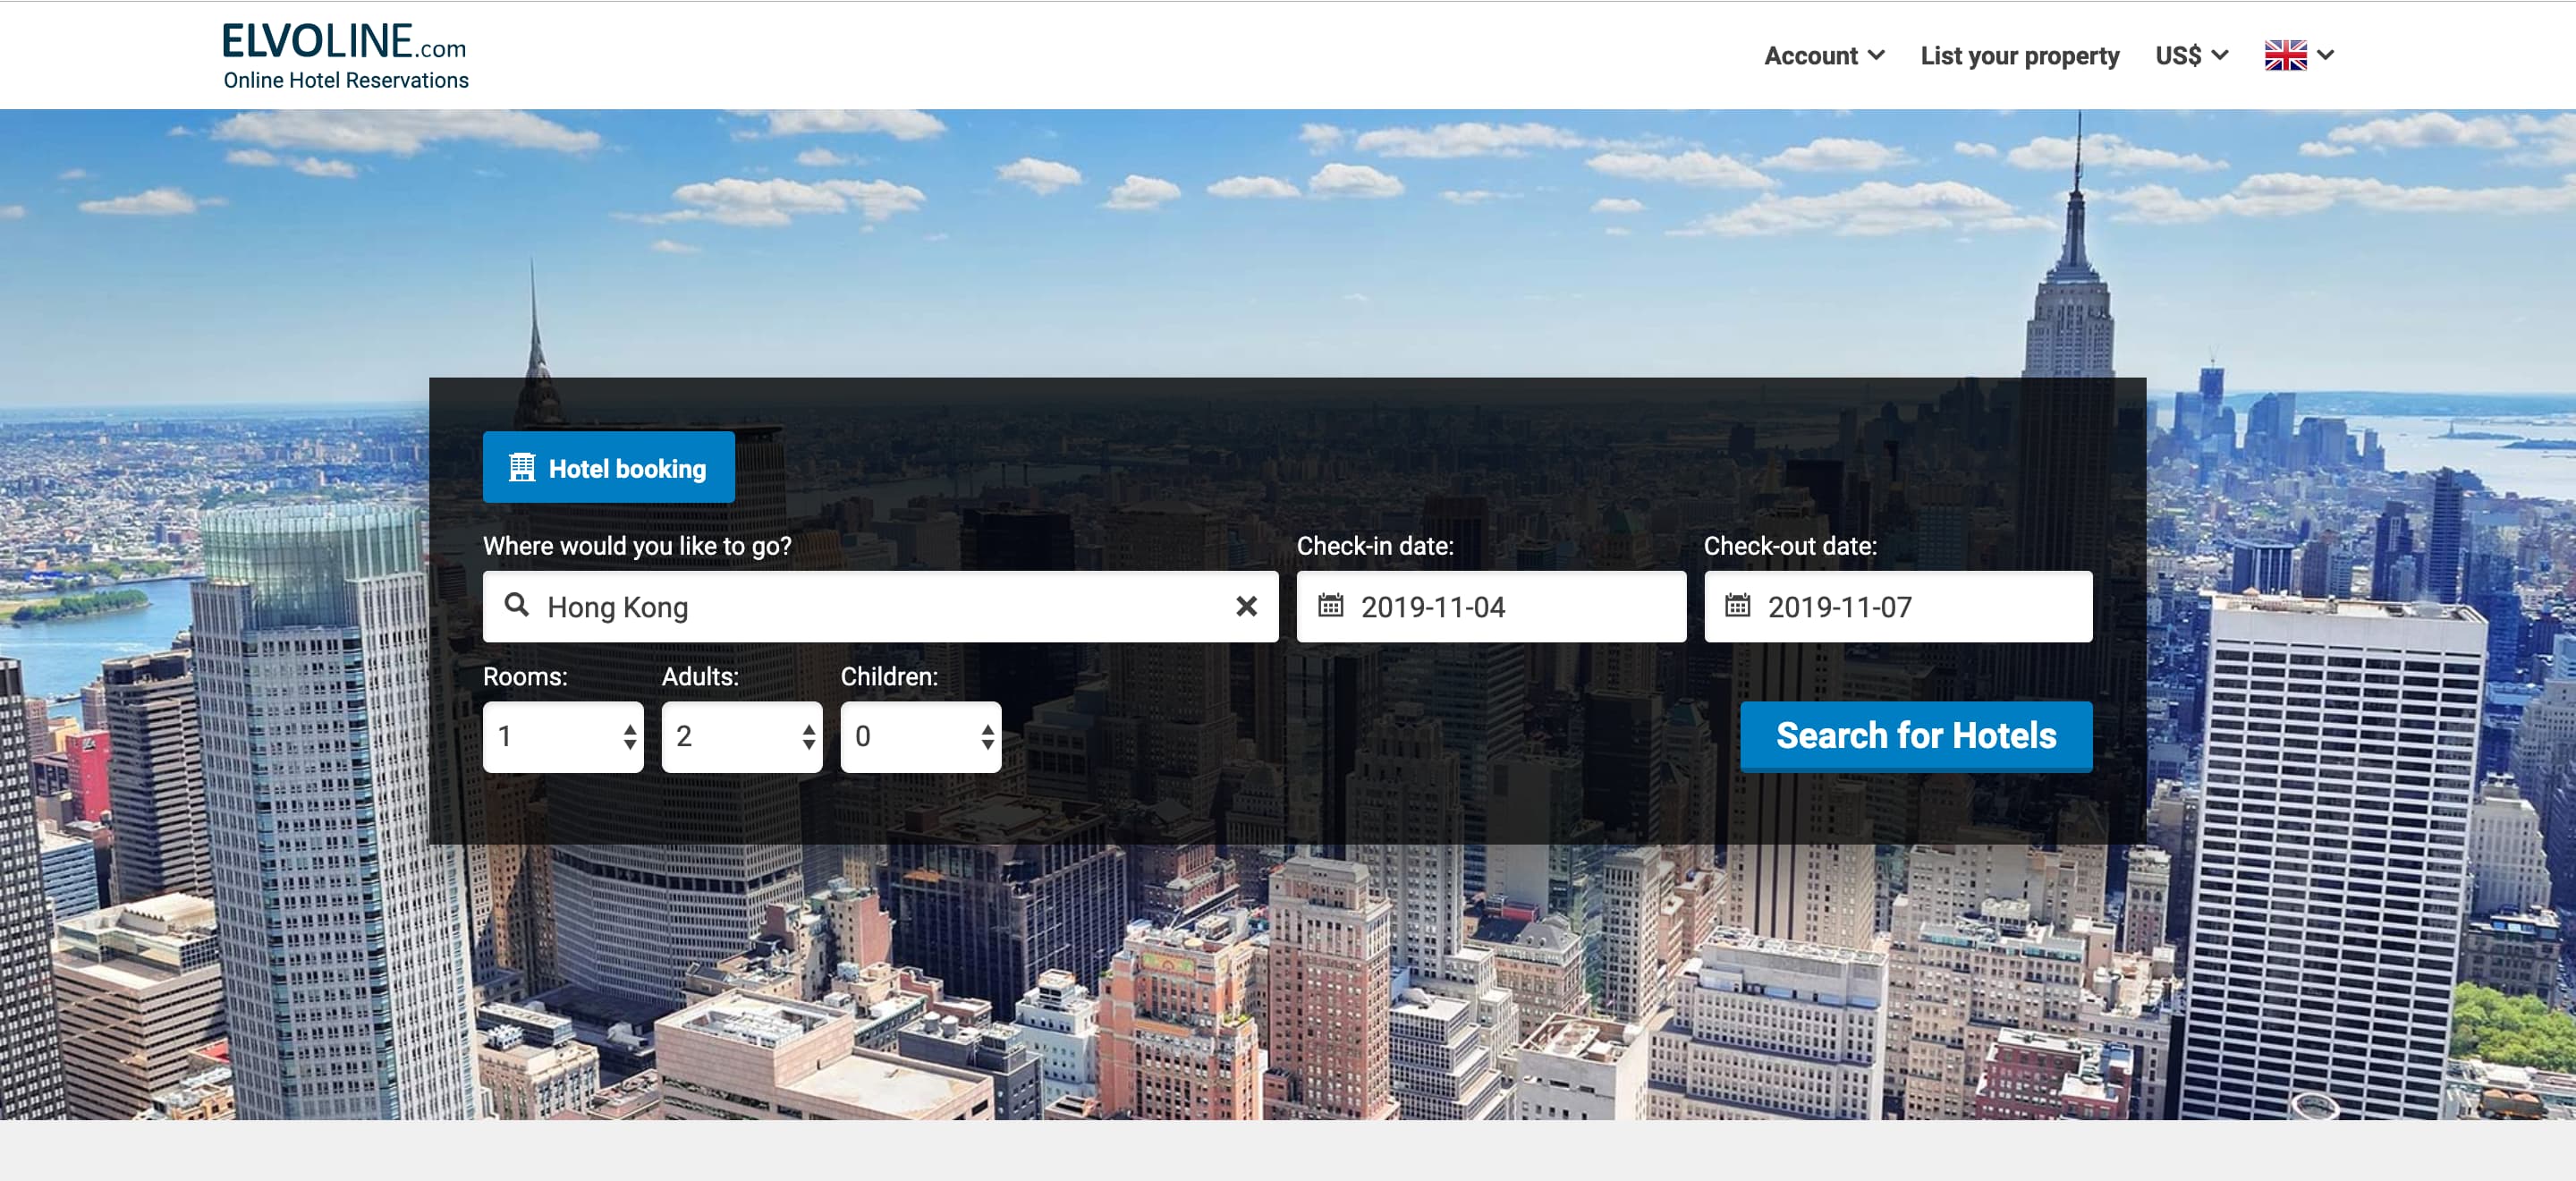 ELVOLINE.com
Online Hotel Reservations
Account
List your property
US$
Hotel booking
Where would you like to go?
Check-in date:
Check-out date:
Hong Kong
2019-11-04
2019-11-07
Rooms:
Adults:
Children:
1
2
0
Search for Hotels